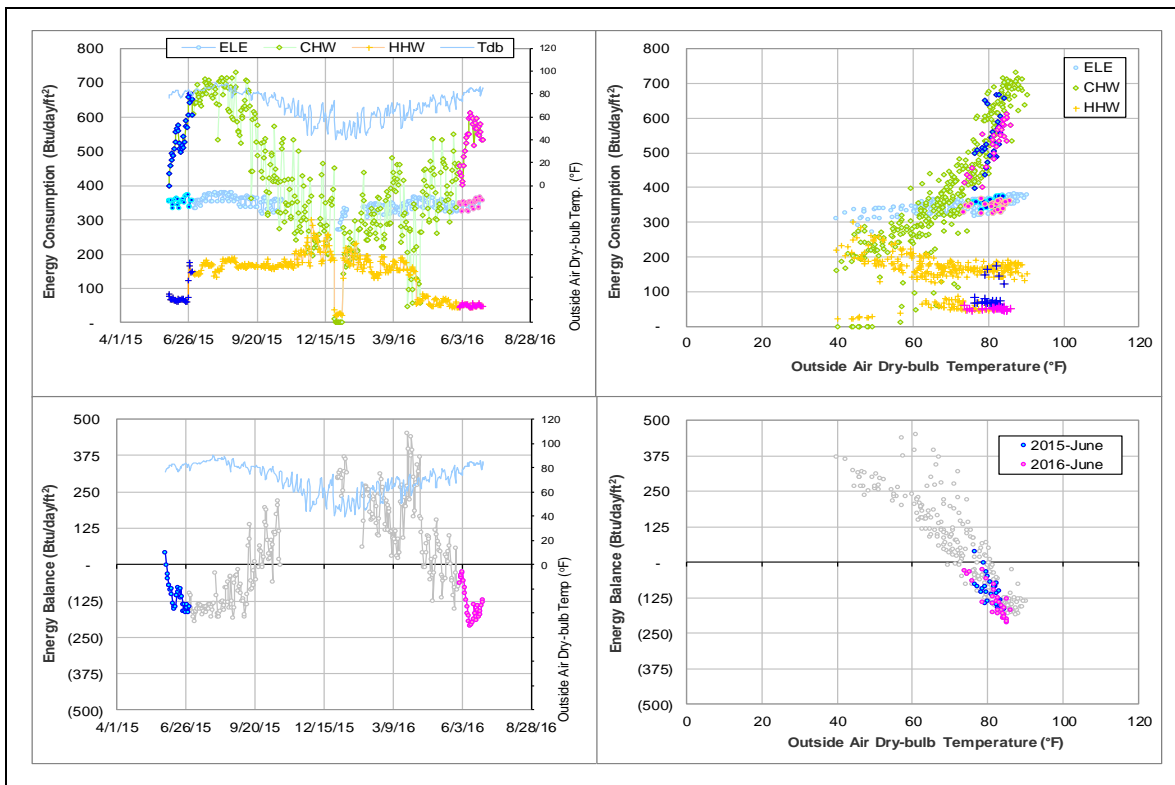 ELE CHW HHW Tdb
Energy Consumption (Btu/day/ft²)
800
700
600
500
400
300
200
100
-
120
100
80
60
40
20
0
Outside Air Dry-bulb Temp. (°F)
4/1/15 6/26/15 9/20/15 12/15/15 3/9/16 6/3/16 8/28/16
ELE
CHW
HHW
Energy Consumption (Btu/day/ft²)
800
700
600
500
400
300
200
100
-
0 20 40 60 80 100 120
Outside Air Dry-bulb Temperature (°F)
Energy Balance (Btu/day/ft²)
500
375
250
125
-
(125)
(250)
(375)
(500)
120
100
80
60
40
20
0
Outside Air Dry-bulb Temp (°F)
4/1/15 6/26/15 9/20/15 12/15/15 3/9/16 6/3/16 8/28/16
2015-June
2016-June
Energy Balance (Btu/day/ft²)
500
375
250
125
-
(125)
(250)
(375)
(500)
0 20 40 60 80 100 120
Outside Air Dry-bulb Temperature (°F)